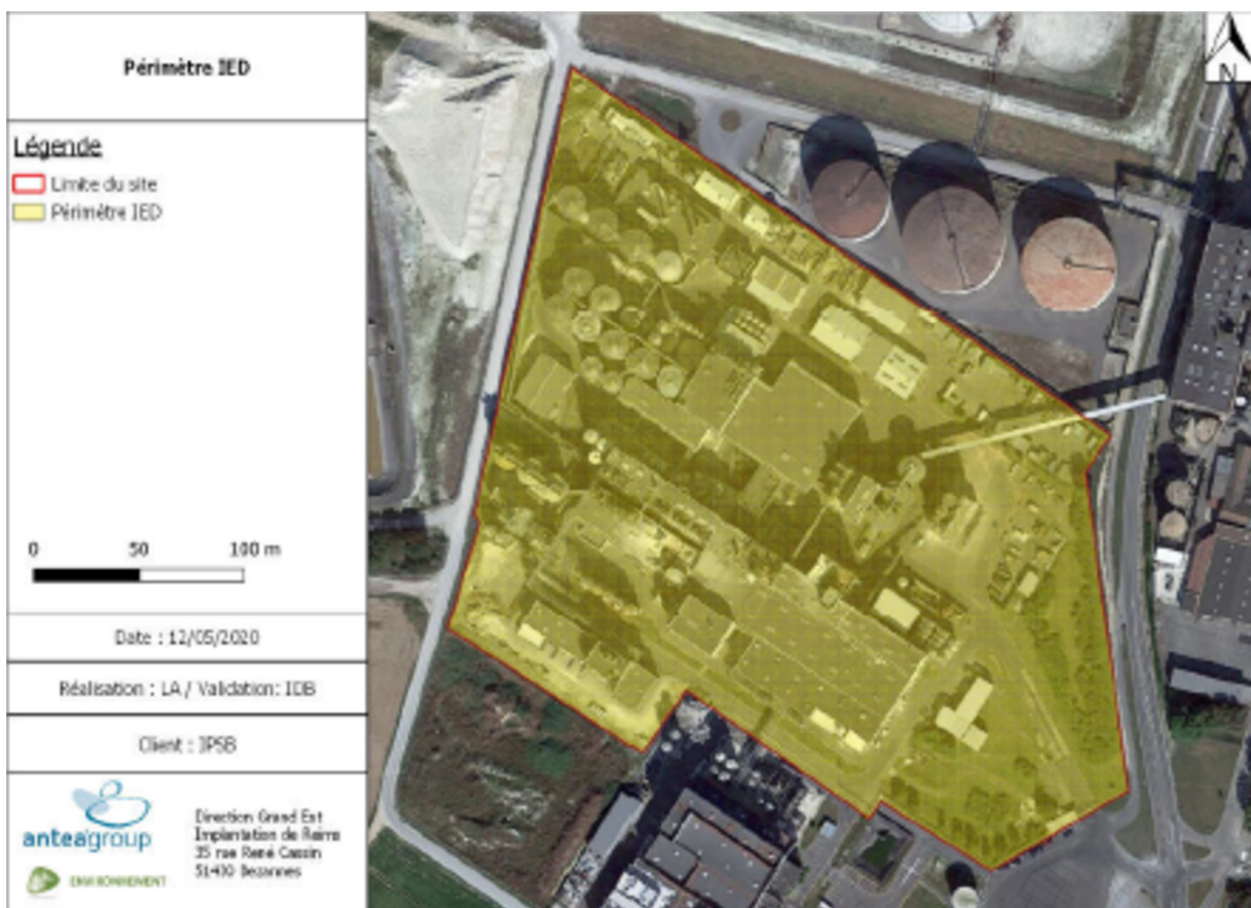 Périmètre IED
Légende
Limite du site
Périmètre IED
0 50 100 m
Date : 12/05/2020
Réalisation : LA / Validation: IDB
Client : IPSB
anteagroup
ENVIRONNEMENT
Direction Grand Est
Implantation de Reims
35 rue René Cassin
51430 Bezannes
N